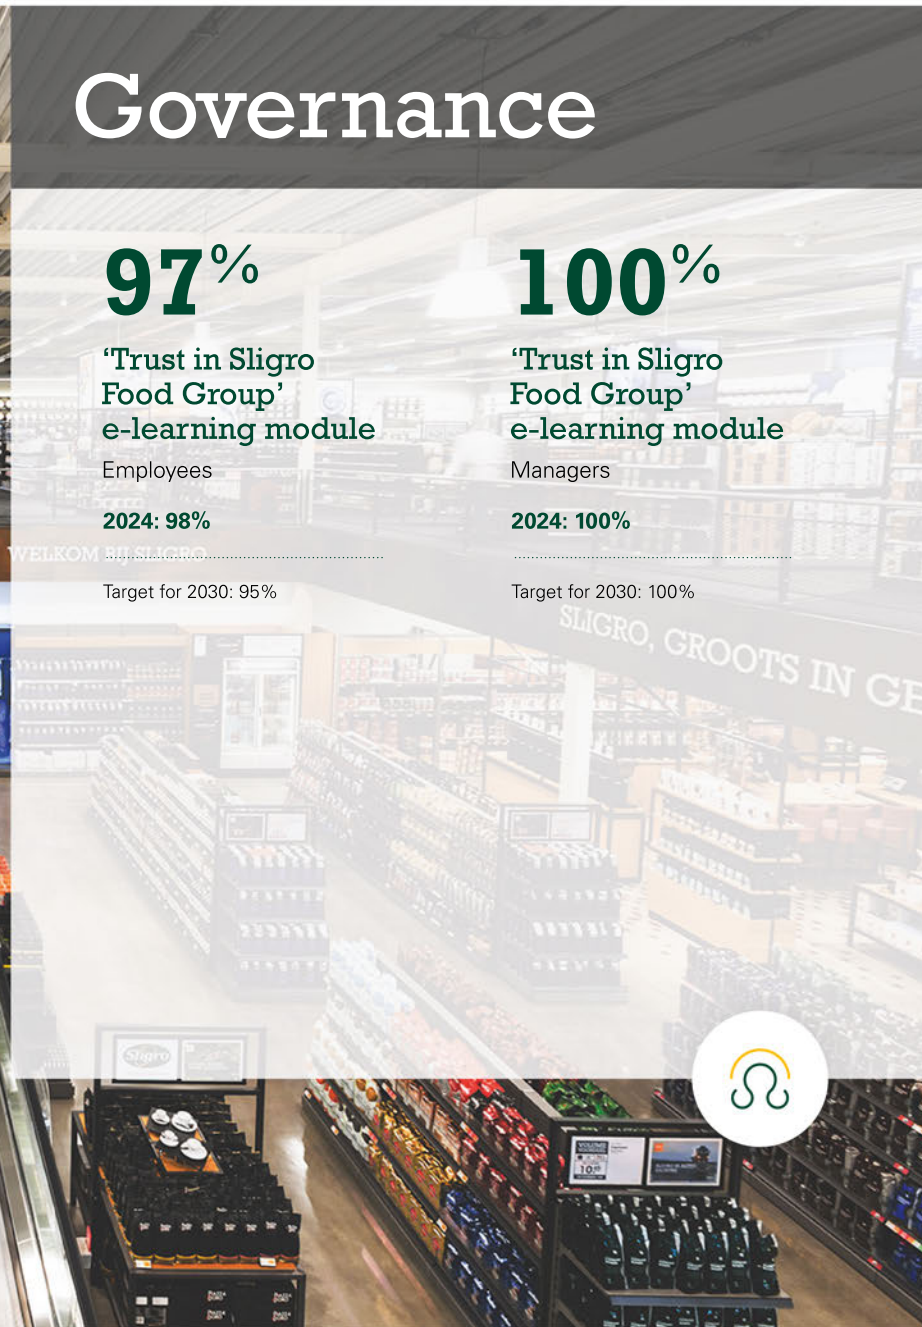 Governance
97%
‘Trust in Sligro
Food Group’
e-learning module
Employees
2024: 98%
Target for 2030: 95%
100%
‘Trust in Sligro
Food Group’
e-learning module
Managers
2024: 100%
Target for 2030: 100%
WELKOM BIJ SLIGRO
SLIGRO, GROOTS IN GE
Sligro